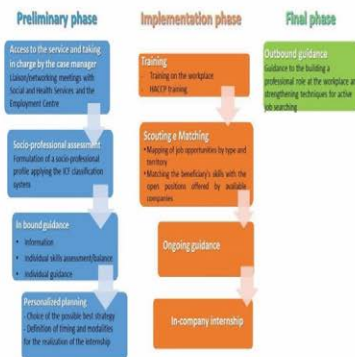 Preliminary phase
Access to the service and taking
in charge by the case manager
Liaison/networking meetings with
Social and Health Services and the
Employment Centre
Socio-professional assessment
Formulation of a socio-professional
profile applying the ICF classification
system
In bound guidance
• Information
• Individual skills assessment/balance
• Individual guidance
Personalized planning
- Choice of the possible best strategy
- Definition of timing and modalities
for the realization of the internship
Implementation phase
Training
- Training on the workplace
- HACCP training
Scouting e Matching
•Mapping of job opportunities by type and
territory
•Matching the beneficiary's skills with the
open positions offered by available
companies
Ongoing guidance
In-company internship
Final phase
Outbound guidance
Guidance to the building a
professional role at the workplace at
strengthening techniques for active
job searching